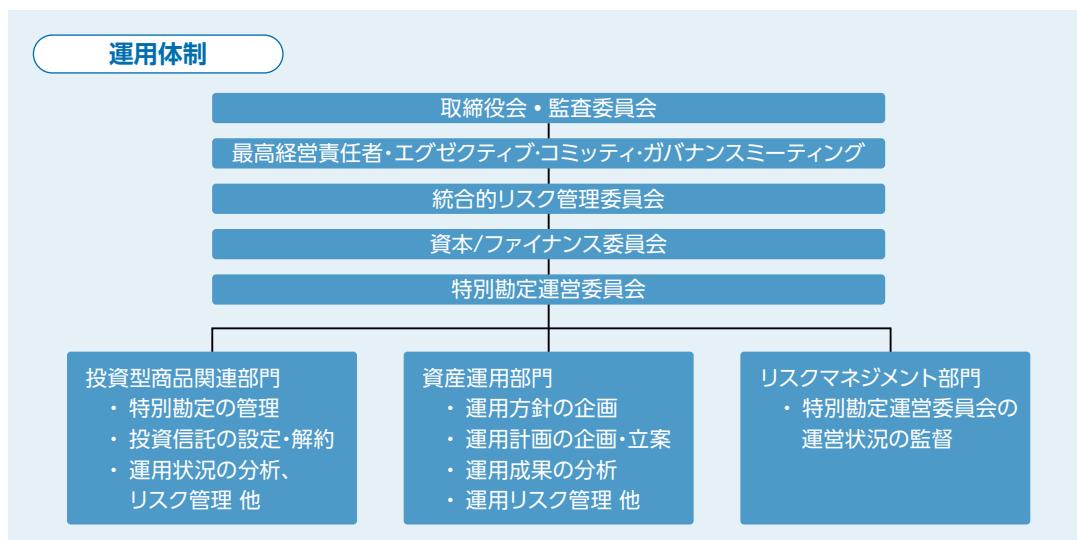 運用体制
取締役会・監査委員会
最高経営責任者・エグゼクティブ・コミッティ・ガバナンスミーティング
統合的リスク管理委員会
資本/ファイナンス委員会
特別勘定運営委員会
投資型商品関連部門
・ 特別勘定の管理
・ 投資信託の設定・解約
・ 運用状況の分析、
リスク管理 他
資産運用部門
・ 運用方針の企画
・ 運用計画の企画・立案
・ 運用成果の分析
・ 運用リスク管理 他
リスクマネジメント部門
・ 特別勘定運営委員会の
運営状況の監督